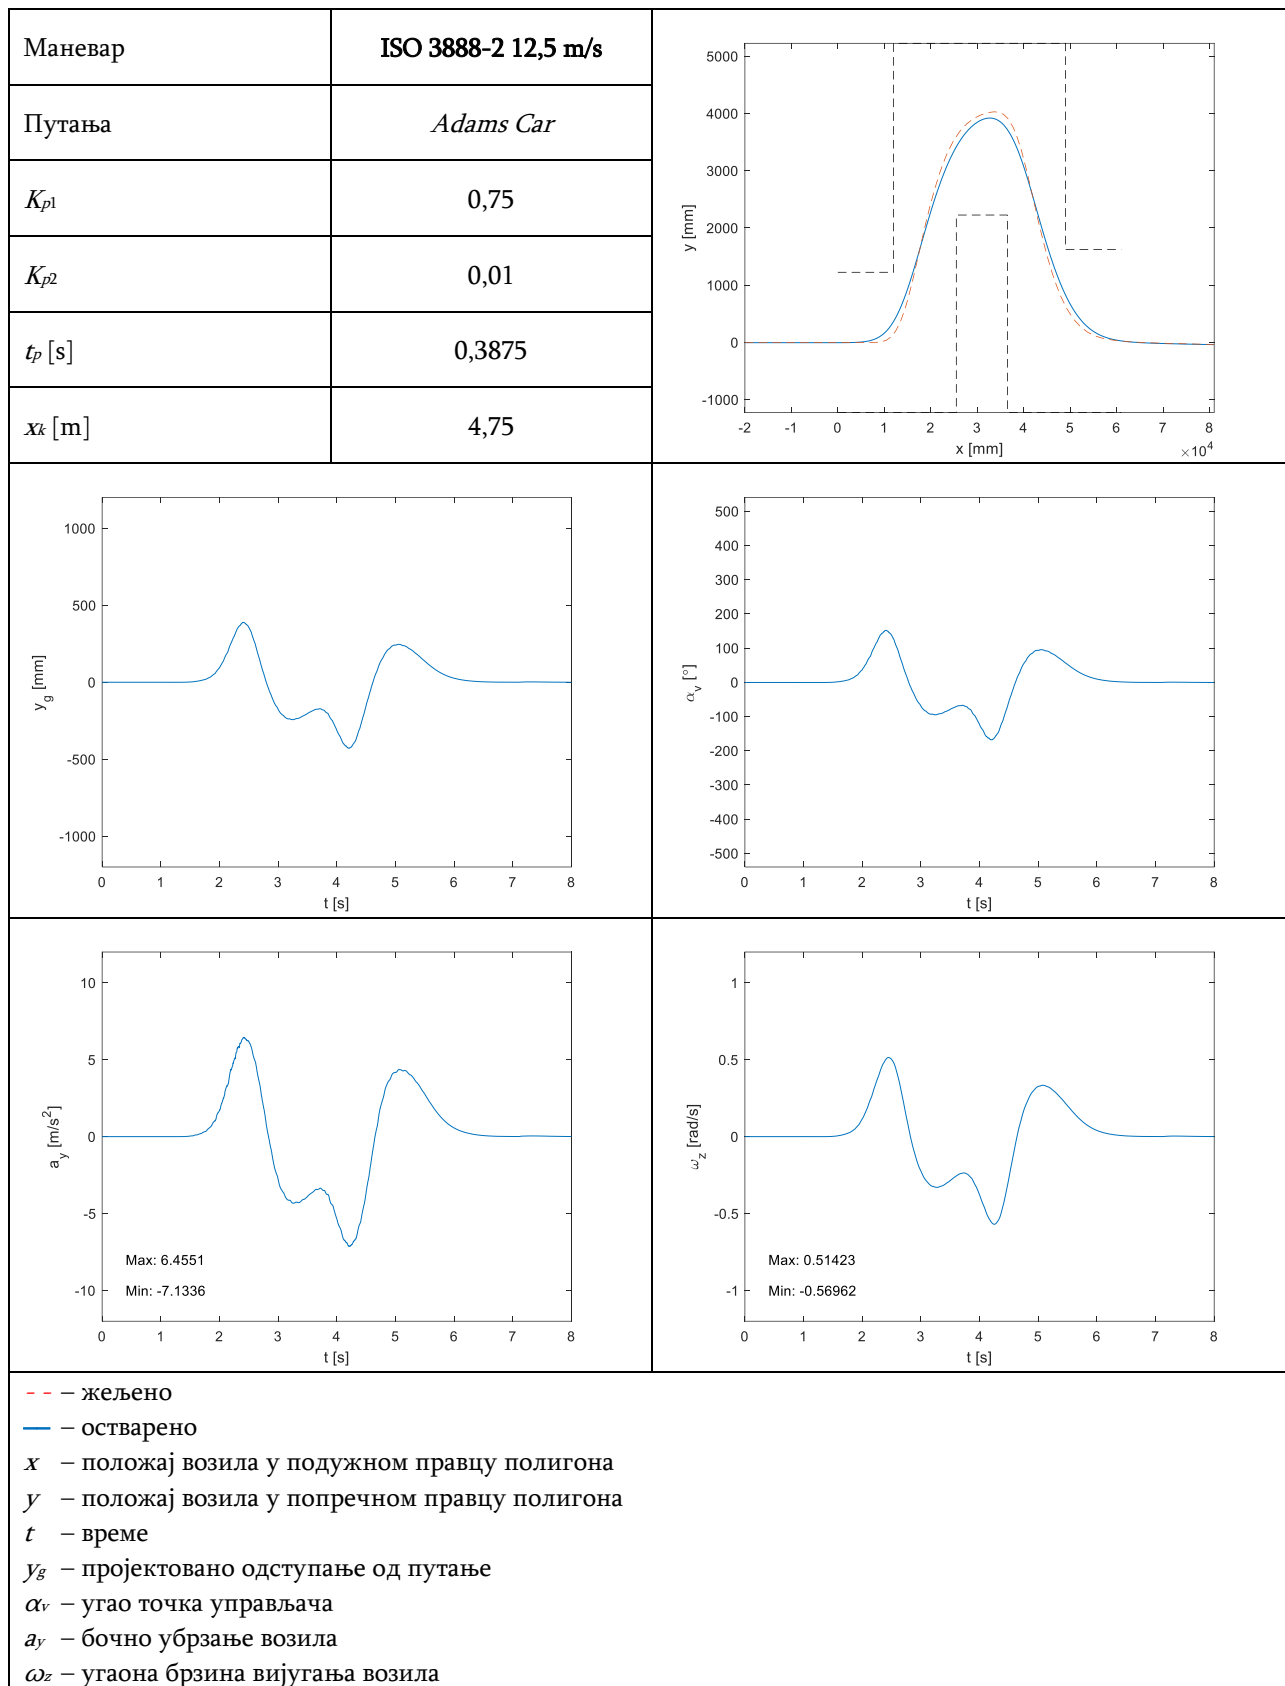 Маневар
ISO 3888-2 12,5 m/s
Путања
Adams Car
Kp1
0,75
Kp2
0,01
tp [s]
0,3875
xk [m]
4,75
5000
4000
3000
2000
1000
0
-1000
y [mm]
-2 -1 0 1 2 3 4 5 6 7 8
x [mm]
×10⁴
1000
500
0
-500
-1000
y_g [mm]
0 1 2 3 4 5 6 7 8
t [s]
500
400
300
200
100
0
-100
-200
-300
-400
-500
α_v [°]
0 1 2 3 4 5 6 7 8
t [s]
10
5
0
-5
-10
a_y [m/s²]
Max: 6.4551
Min: -7.1336
0 1 2 3 4 5 6 7 8
t [s]
1
0.5
0
-0.5
-1
ω_z [rad/s]
Max: 0.51423
Min: -0.56962
0 1 2 3 4 5 6 7 8
t [s]
– жељено
– остварено
x – положај возила у подужном правцу полигона
y – положај возила у попречном правцу полигона
t – време
yg – пројектовано одступање од путање
αv – угао точка управљача
ay – бочно убрзање возила
ωz – угаона брзина вијугања возила